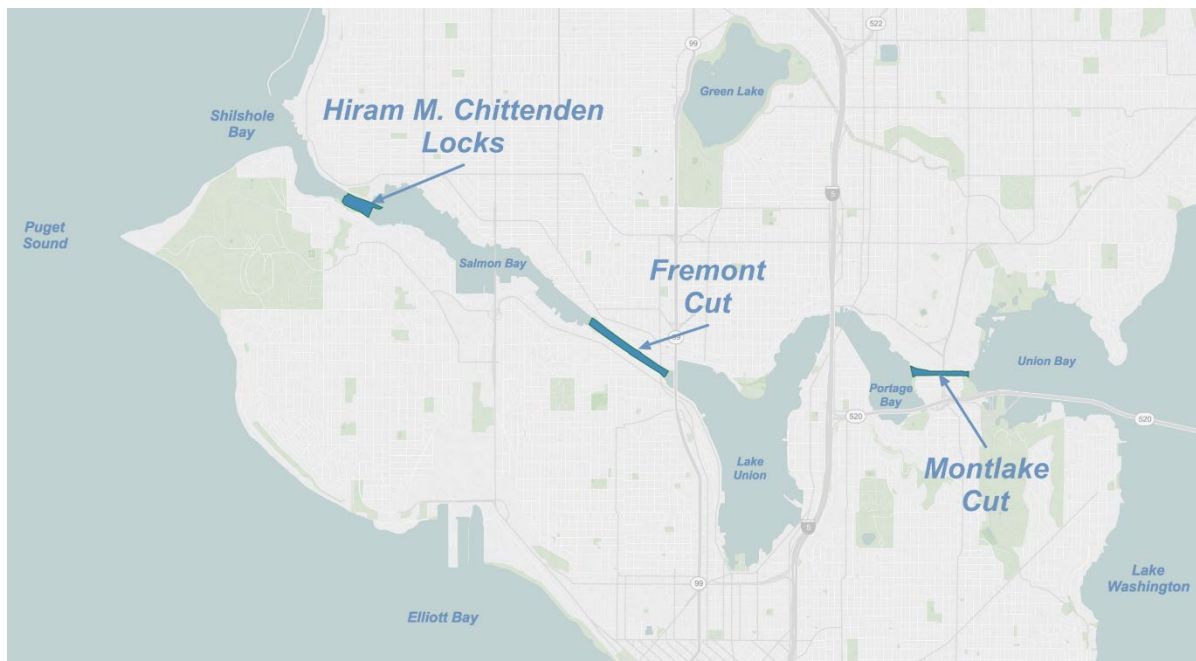 522
99
Green Lake
Hiram M. Chittenden
Locks
Shilshole
Bay
5
Puget
Sound
Salmon Bay
Fremont
Cut
99
Union Bay
Portage
Bay
520
520
Lake
Union
Montlake
Cut
5
Lake
Washington
99
Elliott Bay